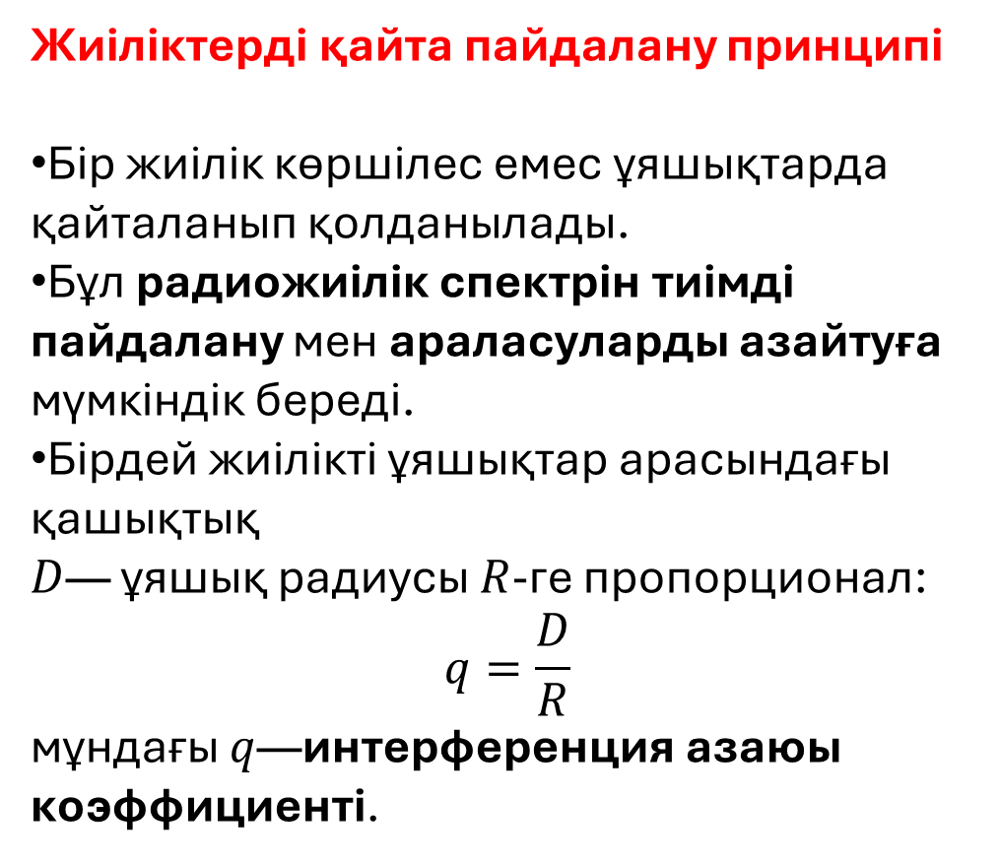 Жиіліктерді қайта пайдалану принципі
•Бір жиілік көршілес емес ұяшықтарда
қайталанып қолданылады.
•Бұл радиожиілік спектрін тиімді
пайдалану мен араласуларды азайтуға
мүмкіндік береді.
•Бірдей жиілікті ұяшықтар арасындағы
қашықтық
D— ұяшық радиусы R-ге пропорционал:
q = D/R
мұндағы q—интерференция азаюы
коэффициенті.